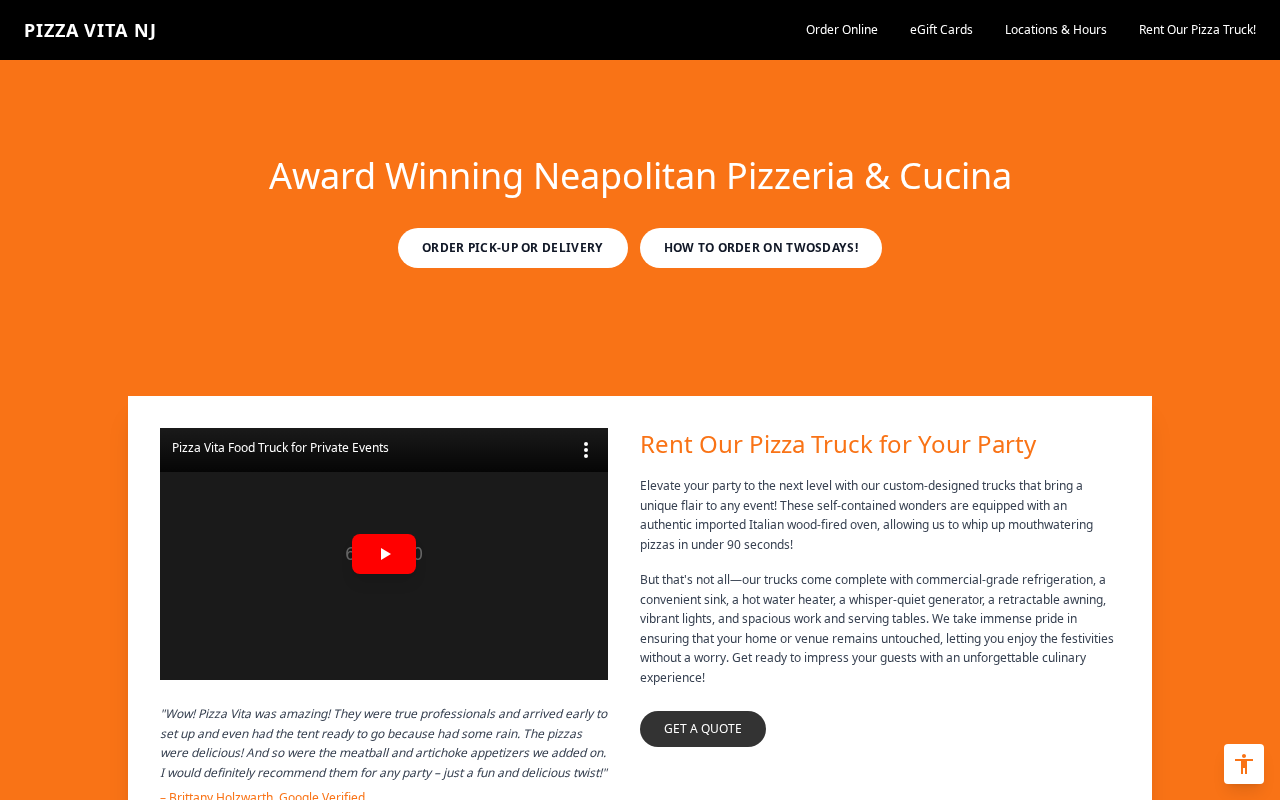 PIZZA VITA NJ
Order Online
eGift Cards
Locations & Hours
Rent Our Pizza Truck!
Award Winning Neapolitan Pizzeria & Cucina
ORDER PICK-UP OR DELIVERY
HOW TO ORDER ON TWOSDAYS!
Pizza Vita Food Truck for Private Events
"Wow! Pizza Vita was amazing! They were true professionals and arrived early to
set up and even had the tent ready to go because had some rain. The pizzas
were delicious! And so were the meatball and artichoke appetizers we added on.
I would definitely recommend them for any party – just a fun and delicious twist!"
– Brittany Holzwarth, Google Verified
Rent Our Pizza Truck for Your Party
Elevate your party to the next level with our custom-designed trucks that bring a
unique flair to any event! These self-contained wonders are equipped with an
authentic imported Italian wood-fired oven, allowing us to whip up mouthwatering
pizzas in under 90 seconds!
But that's not all—our trucks come complete with commercial-grade refrigeration, a
convenient sink, a hot water heater, a whisper-quiet generator, a retractable awning,
vibrant lights, and spacious work and serving tables. We take immense pride in
ensuring that your home or venue remains untouched, letting you enjoy the festivities
without a worry. Get ready to impress your guests with an unforgettable culinary
experience!
GET A QUOTE